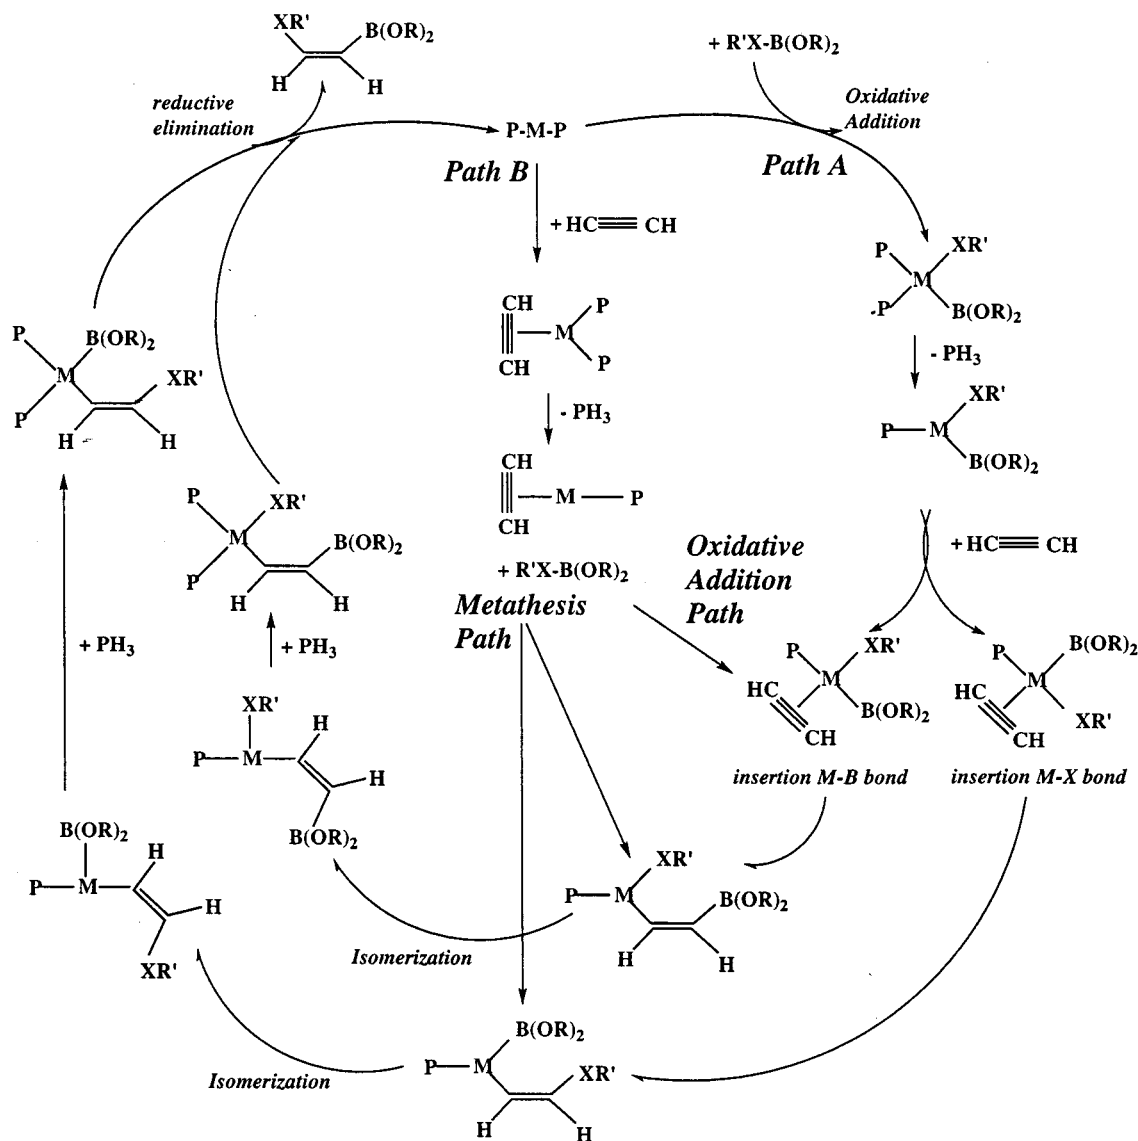 XR'
B(OR)2
H
H
+ R'X-B(OR)2
reductive
elimination
Oxidative
Addition
P-M-P
Path B
Path A
+ HC CH
P
XR'
M
P
B(OR)2
CH
P
M
CH
P
- PH3
- PH3
P
B(OR)2
M
XR'
P
H
H
XR'
P
M
B(OR)2
CH
M
P
CH
P
XR'
M
B(OR)2
P
H
H
Oxidative
Addition
Path
+ HC CH
+ R'X-B(OR)2
Metathesis
Path
+ PH3
+ PH3
P
XR'
M
HC
B(OR)2
CH
P
B(OR)2
M
HC
XR'
CH
insertion M-B bond
insertion M-X bond
XR'
H
P
M
H
B(OR)2
B(OR)2
H
P
M
H
XR'
XR'
P
M
B(OR)2
H
H
Isomerization
B(OR)2
P
M
XR'
H
H
Isomerization